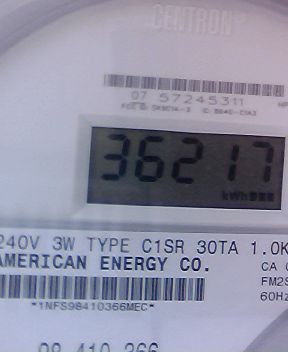 CENTRON®
07 57245311
36217
kWh
240V 3W TYPE C1SR 30TA 1.0K
AMERICAN ENERGY CO.
CA
FM2S
60Hz
*1NFS98410366MEC*
98 410 366